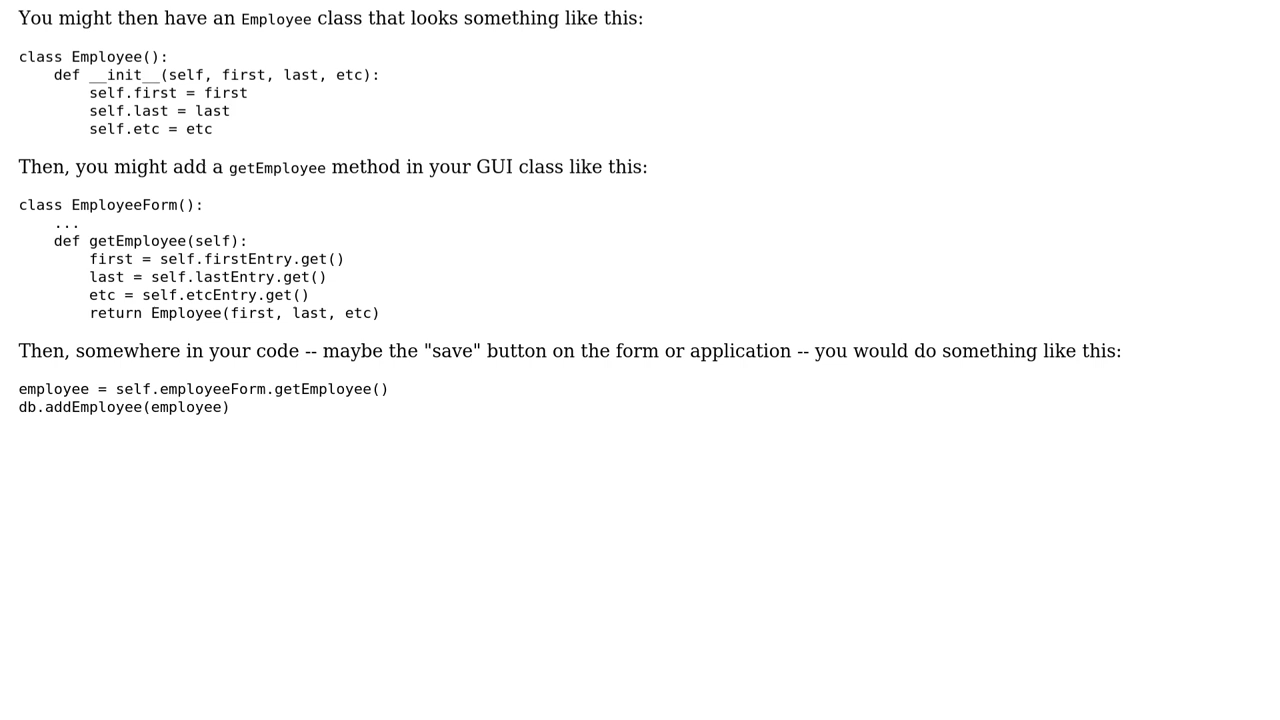 You might then have an Employee class that looks something like this:
class Employee():
    def __init__(self, first, last, etc):
        self.first = first
        self.last = last
        self.etc = etc
Then, you might add a getEmployee method in your GUI class like this:
class EmployeeForm():
    ...
    def getEmployee(self):
        first = self.firstEntry.get()
        last = self.lastEntry.get()
        etc = self.etcEntry.get()
        return Employee(first, last, etc)
Then, somewhere in your code -- maybe the "save" button on the form or application -- you would do something like this:
employee = self.employeeForm.getEmployee()
db.addEmployee(employee)